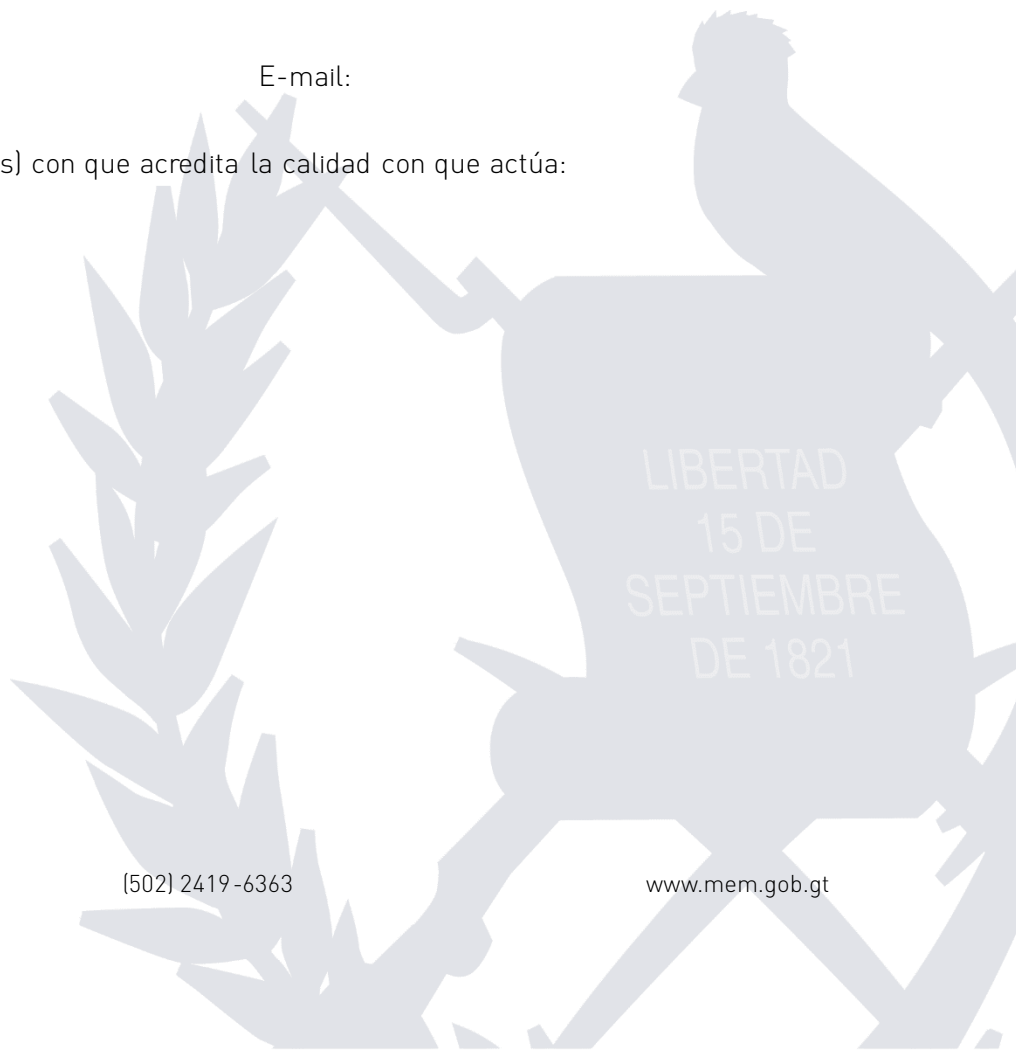 E-mail:
s) con que acredita la calidad con que actúa:
LIBERTAD
15 DE
SEPTIEMBRE
DE 1821
(502) 2419-6363 www.mem.gob.gt